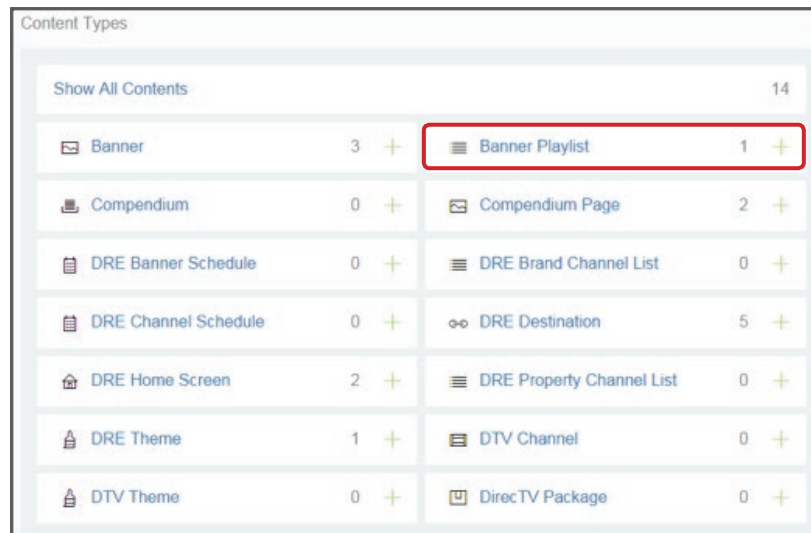 Content Types
Show All Contents 14
Banner 3 + Banner Playlist 1 +
Compendium 0 + Compendium Page 2 +
DRE Banner Schedule 0 + DRE Brand Channel List 0 +
DRE Channel Schedule 0 + DRE Destination 5 +
DRE Home Screen 2 + DRE Property Channel List 0 +
DRE Theme 1 + DTV Channel 0 +
DTV Theme 0 + DirecTV Package 0 +